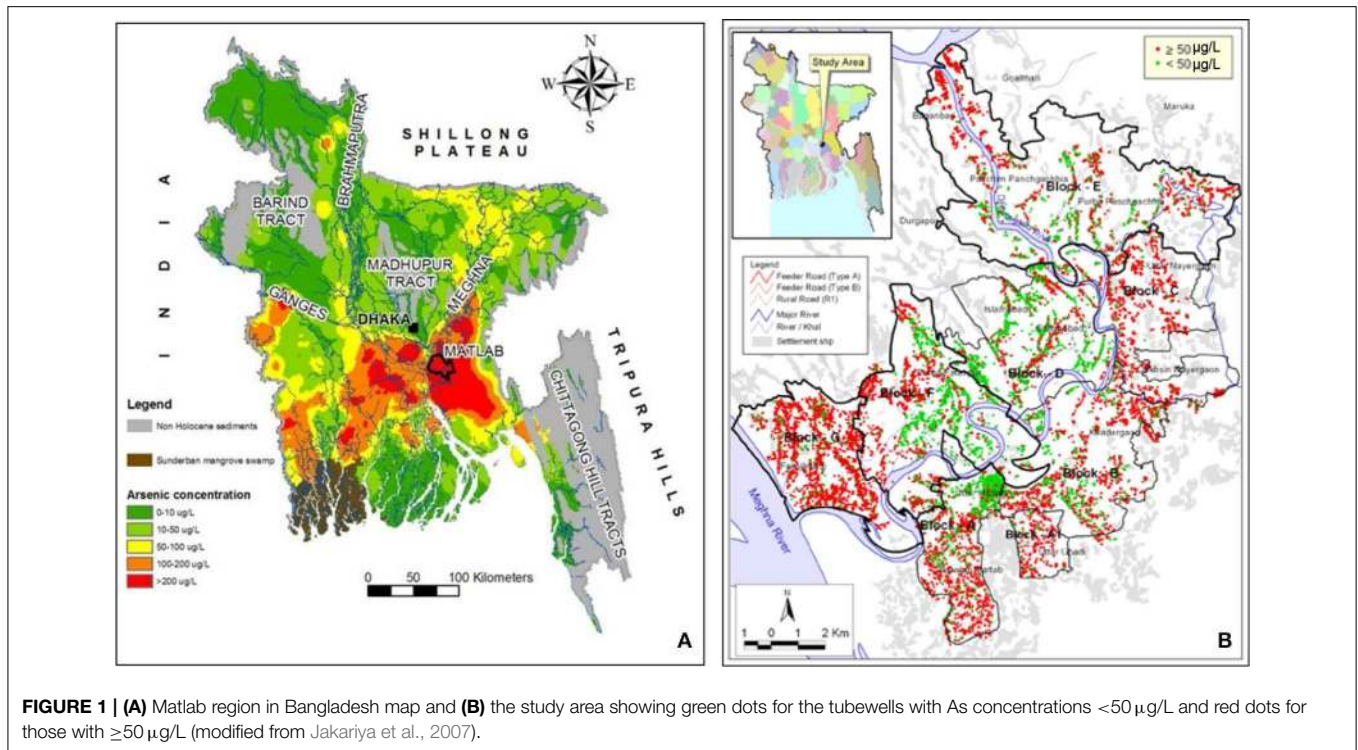 N
W E
S
SHILLONG
PLATEAU
BRAHMAPUTRA
INDIA
BARIND
TRACT
MADHUPUR
TRACT
MEGHNA
GANGES
DHAKA
MATLAB
TRIPURA HILLS
CHITTAGONG HILL TRACTS
Legend
Non Holocene sediments
Sunderban mangrove swamp
Arsenic concentration
0-10 ug/L
10-50 ug/L
50-100 ug/L
100-200 ug/L
>200 ug/L
0 50 100 Kilometers
A
Study Area
≥ 50 µg/L
< 50 µg/L
Goalmari
Maruka
Block - E
Durgapur
Legend
Feeder Road (Type A)
Feeder Road (Type B)
Rural Road (R1)
Major River
River / Khal
Settlement.shp
Block - C
Block - D
Block - F
Block - G
Block - B
Block - A
Block - A1
Meghna River
N
1 0 1 2 Km
B
FIGURE 1 | (A) Matlab region in Bangladesh map and (B) the study area showing green dots for the tubewells with As concentrations <50 µg/L and red dots for
those with ≥50 µg/L (modified from Jakariya et al., 2007).